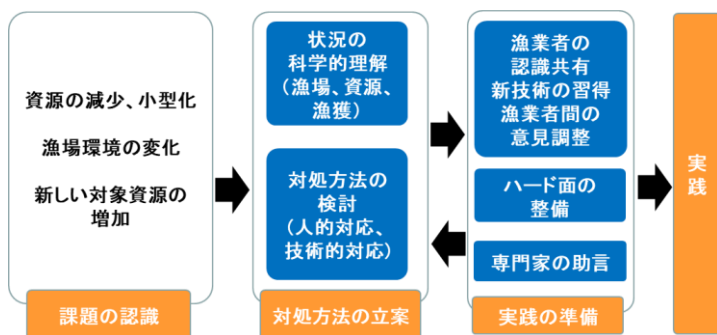 資源の減少、小型化
漁場環境の変化
新しい対象資源の
増加
課題の認識
状況の
科学的理解
(漁場、資源、
漁獲)
対処方法の
検討
(人的対応、
技術的対応)
対処方法の立案
漁業者の
認識共有
新技術の習得
漁業者間の
意見調整
ハード面の
整備
専門家の助言
実践の準備
実践